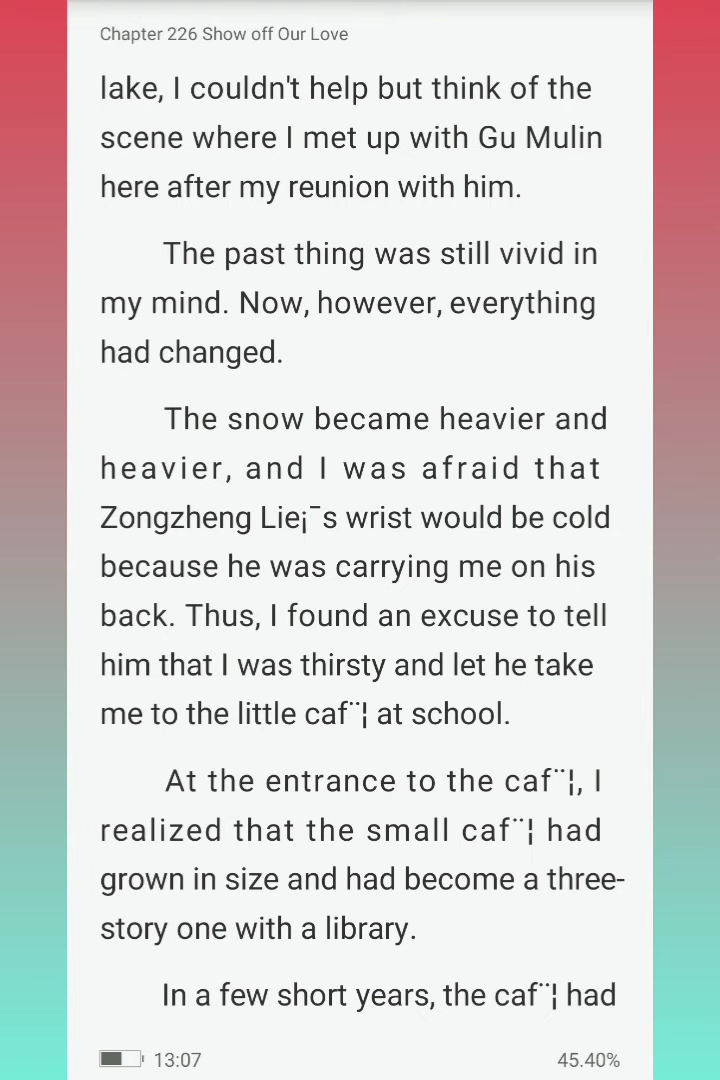 Chapter 226 Show off Our Love
lake, I couldn't help but think of the
scene where I met up with Gu Mulin
here after my reunion with him.
The past thing was still vivid in
my mind. Now, however, everything
had changed.
The snow became heavier and
heavier, and I was afraid that
Zongzheng Lie¡¯s wrist would be cold
because he was carrying me on his
back. Thus, I found an excuse to tell
him that I was thirsty and let he take
me to the little caf¨¦ at school.
At the entrance to the caf¨¦, I
realized that the small caf¨¦ had
grown in size and had become a three-
story one with a library.
In a few short years, the caf¨¦ had
13:07
45.40%